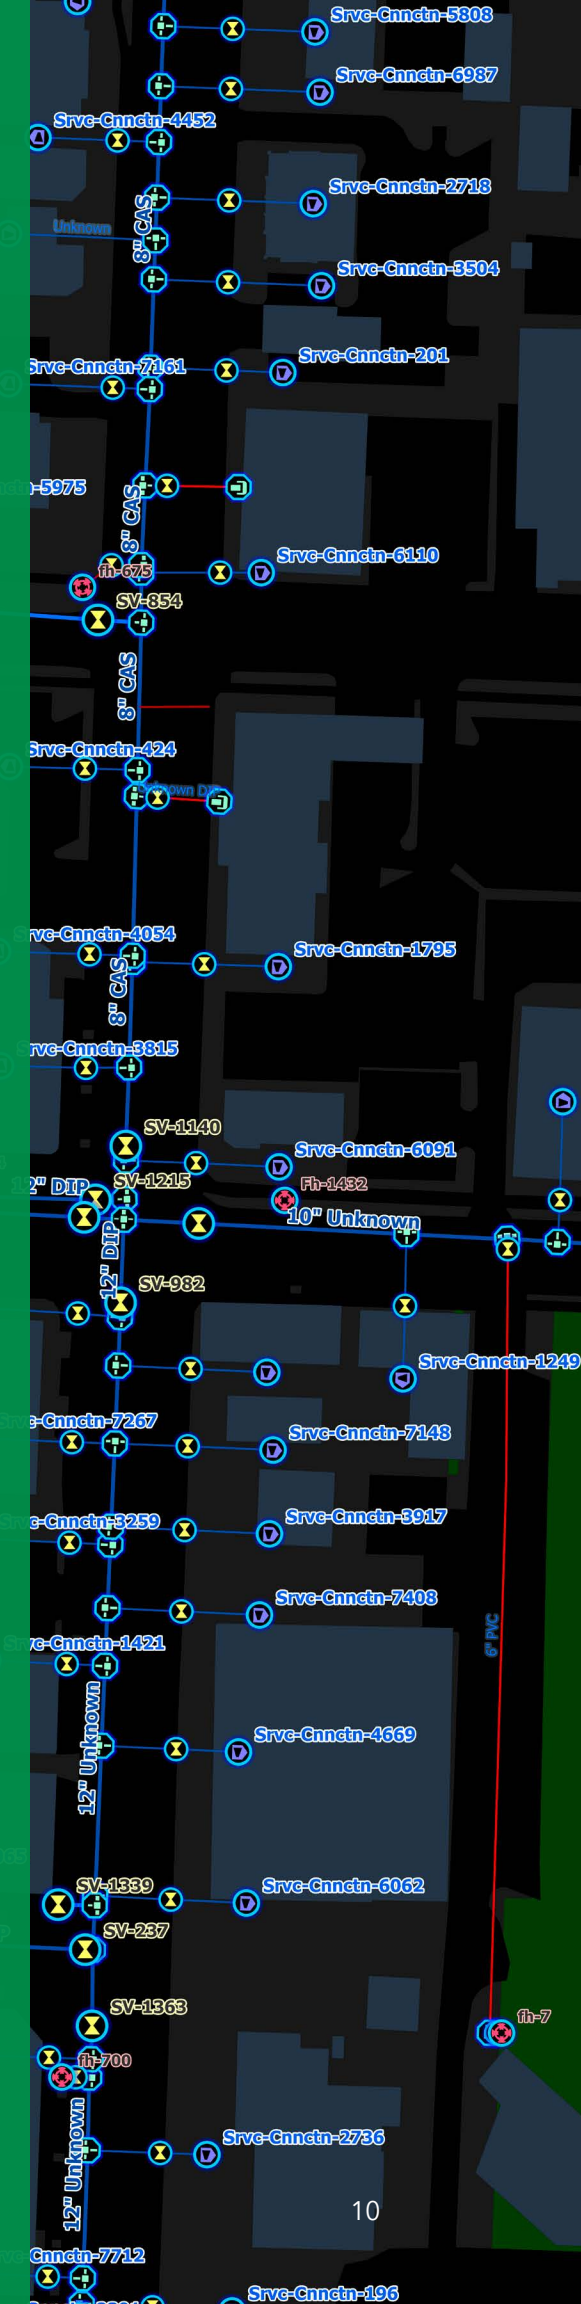 Srvc-Cnnctn-5808
Srvc-Cnnctn-6987
Srvc-Cnnctn-4452
Srvc-Cnnctn-2718
8" CAS
Unknown
Srvc-Cnnctn-3504
Srvc-Cnnctn-201
Srvc-Cnnctn-7161
-5975
8" CAS
Srvc-Cnnctn-6110
fh-675
SV-854
8" CAS
Srvc-Cnnctn-424
Unknown DIP
rvc-Cnnctn-4054
Srvc-Cnnctn-1795
8" CAS
rvc-Cnnctn-3815
SV-1140
Srvc-Cnnctn-6091
SV-1215
Fh-1432
12" DIP
10" Unknown
12" DIP
SV-982
Srvc-Cnnctn-1249
rvc-Cnnctn-7267
Srvc-Cnnctn-7148
Srvc-Cnnctn-3917
c-Cnnctn-3259
Srvc-Cnnctn-7408
6" PVC
Srvc-Cnnctn-1421
12" Unknown
Srvc-Cnnctn-4669
SV-1339
Srvc-Cnnctn-6062
SV-237
SV-1363
fh-7
fh-700
12" Unknown
Srvc-Cnnctn-2736
10
Cnnctn-7712
Srvc-Cnnctn-196